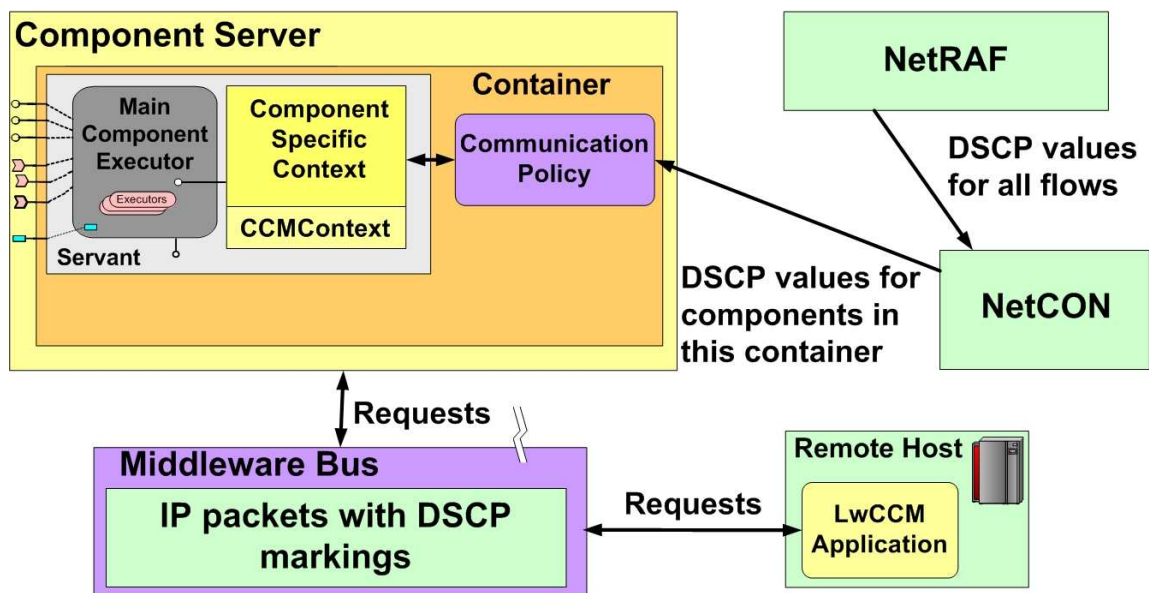 Component Server
Container
Main
Component
Executor
Executors
Servant
Component
Specific
Context
CCMContext
Communication
Policy
NetRAF
DSCP values
for all flows
NetCON
DSCP values for
components in
this container
Requests
Middleware Bus
IP packets with DSCP
markings
Requests
Remote Host
LwCCM
Application